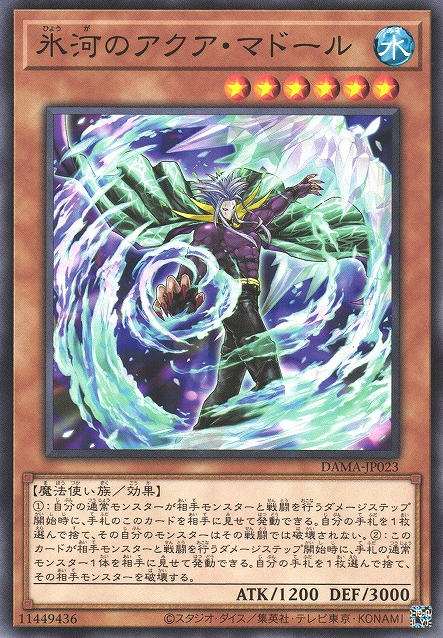 氷河のアクア・マドール
水
DAMA-JP023
【魔法使い族／効果】
①：自分の通常モンスターが相手モンスターと戦闘を行うダメージステップ
開始時に、手札のこのカードを相手に見せて発動できる。自分の手札を１枚
選んで捨て、その自分のモンスターはその戦闘では破壊されない。②：この
カードが相手モンスターと戦闘を行うダメージステップ開始時に、手札の通常
モンスター１体を相手に見せて発動できる。自分の手札を１枚選んで捨て、
その相手モンスターを破壊する。
ATK/1200 DEF/3000
11449436
©スタジオ・ダイス／集英社・テレビ東京・KONAMI